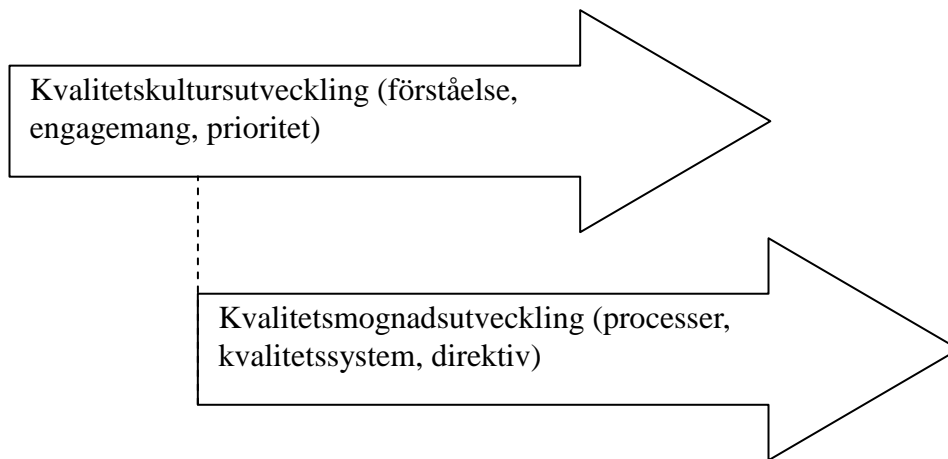 Kvalitetskultursutveckling (förståelse,
engagemang, prioritet)
Kvalitetsmognadsutveckling (processer,
kvalitetssystem, direktiv)